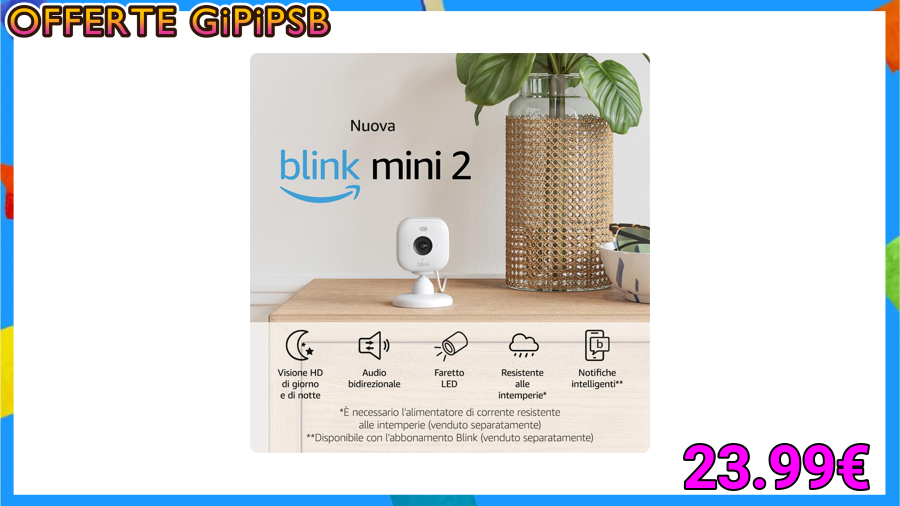 OFFERTE GiPiPSB
Nuova
blink mini 2
blink
Visione HD
di giorno
e di notte
Audio
bidirezionale
Faretto
LED
Resistente
alle
intemperie*
b
Notifiche
intelligenti**
*È necessario l'alimentatore di corrente resistente
alle intemperie (venduto separatamente)
**Disponibile con l'abbonamento Blink (venduto separatamente)
23.99€